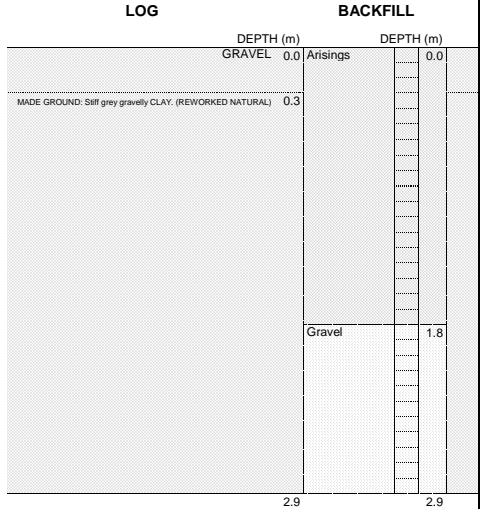 LOG BACKFILL
DEPTH (m) DEPTH (m)
GRAVEL 0.0 Arisings 0.0
MADE GROUND: Stiff grey gravelly CLAY. (REWORKED NATURAL) 0.3
Gravel 1.8
2.9 2.9